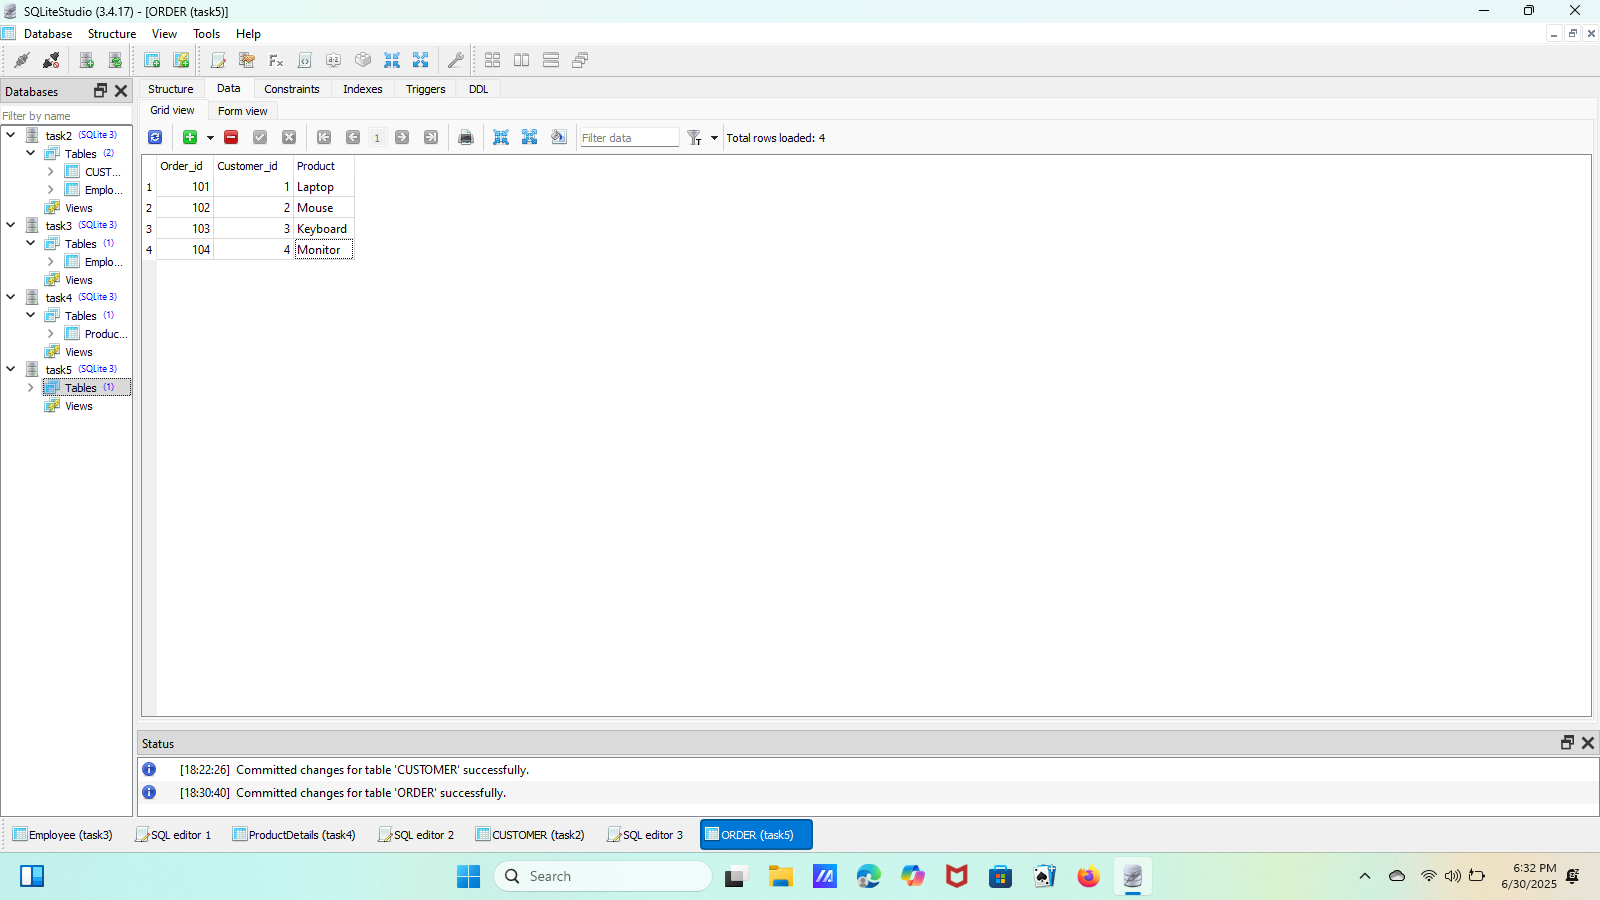 SQLiteStudio (3.4.17) - [ORDER (task5)]
Database Structure View Tools Help
Databases
Filter by name
task2 (SQLite 3)
Tables (2)
CUST...
Emplo...
Views
task3 (SQLite 3)
Tables (1)
Emplo...
Views
task4 (SQLite 3)
Tables (1)
Produc...
Views
task5 (SQLite 3)
Tables (1)
Views
Structure Data Constraints Indexes Triggers DDL
Grid view Form view
1 Filter data Total rows loaded: 4
Order_id Customer_id Product
1 101 1 Laptop
2 102 2 Mouse
3 103 3 Keyboard
4 104 4 Monitor
Status
[18:22:26] Committed changes for table 'CUSTOMER' successfully.
[18:30:40] Committed changes for table 'ORDER' successfully.
Employee (task3) SQL editor 1 ProductDetails (task4) SQL editor 2 CUSTOMER (task2) SQL editor 3 ORDER (task5)
Search
6:32 PM
6/30/2025